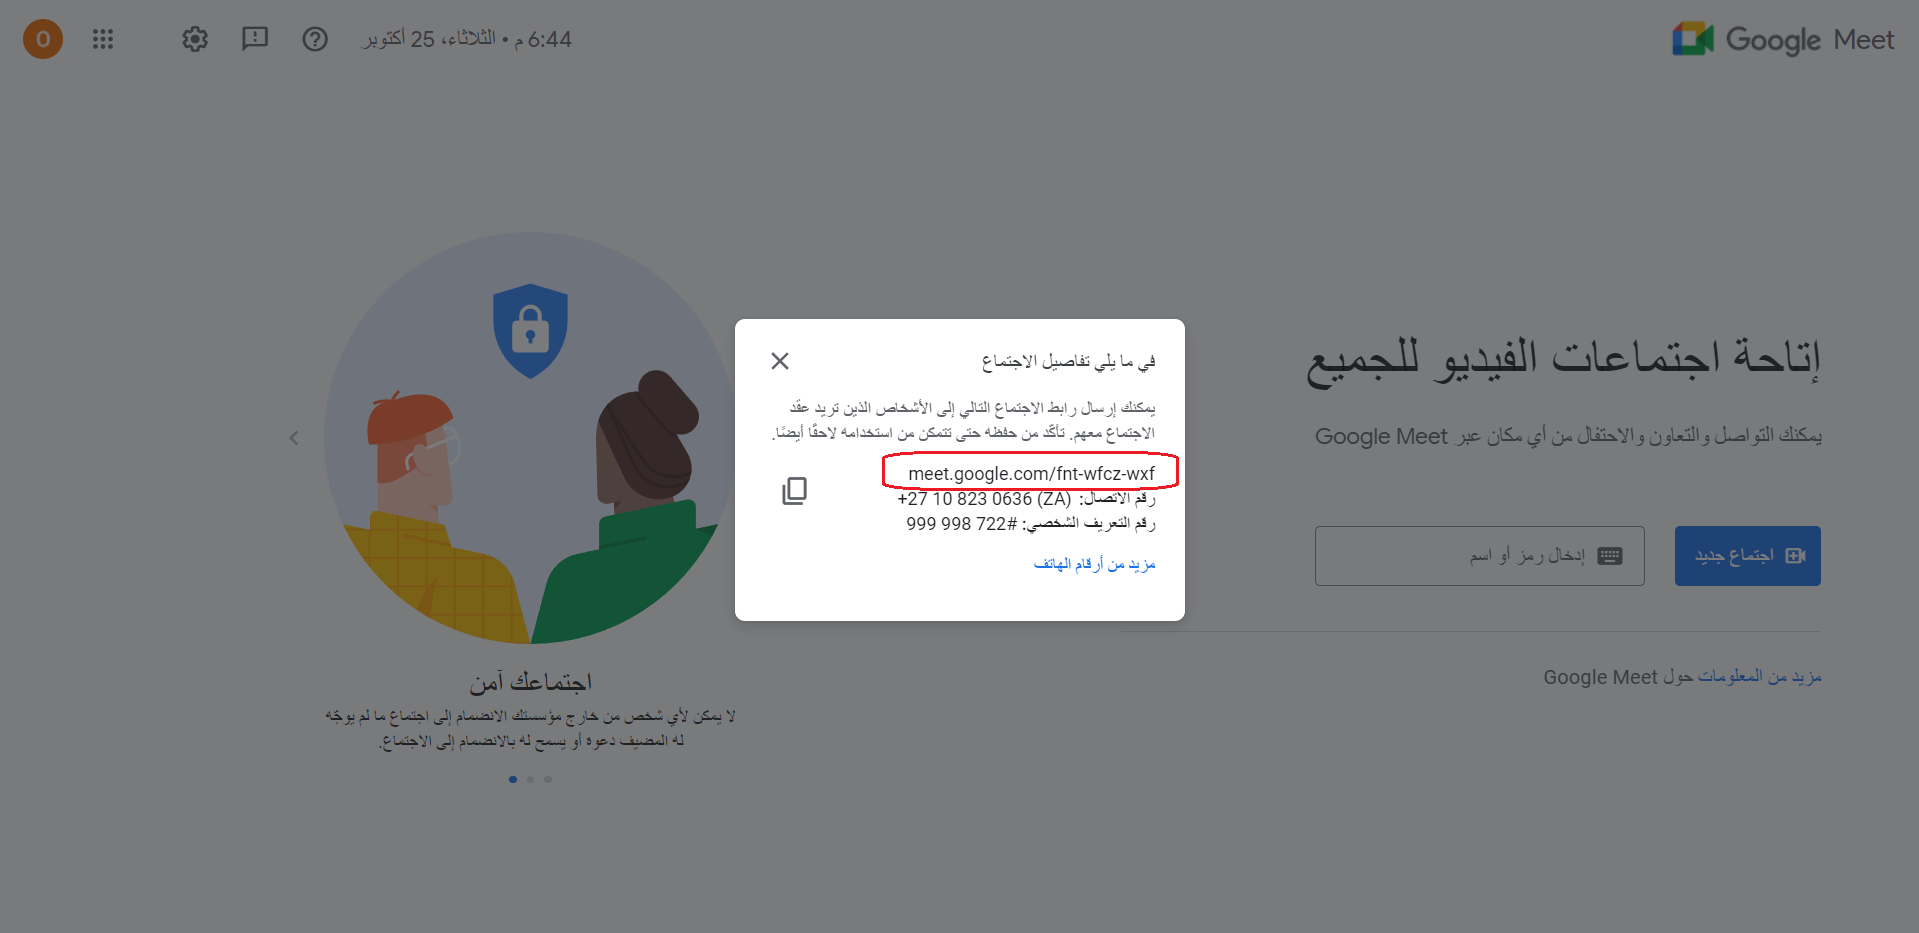 Google Meet
6:44 م • الثلاثاء، 25 أكتوبر
O
إتاحة اجتماعات الفيديو للجميع
يمكنك التواصل والتعاون والاحتفال من أي مكان عبر Google Meet
اجتماع جديد
إدخال رمز أو اسم
مزيد من المعلومات حول Google Meet
في ما يلي تفاصيل الاجتماع
يمكنك إرسال رابط الاجتماع التالي إلى الأشخاص الذين تريد عقد
الاجتماع معهم. تأكّد من حفظه حتى تتمكن من استخدامه لاحقًا أيضًا.
meet.google.com/fnt-wfcz-wxf
رقم الاتصال: (ZA) +27 10 823 0636
رقم التعريف الشخصي: 999 998 722#
مزيد من أرقام الهاتف
اجتماعك آمن
لا يمكن لأي شخص من خارج مؤسستك الانضمام إلى اجتماع ما لم يوجّه
له المضيف دعوة أو يسمح له بالانضمام إلى الاجتماع.